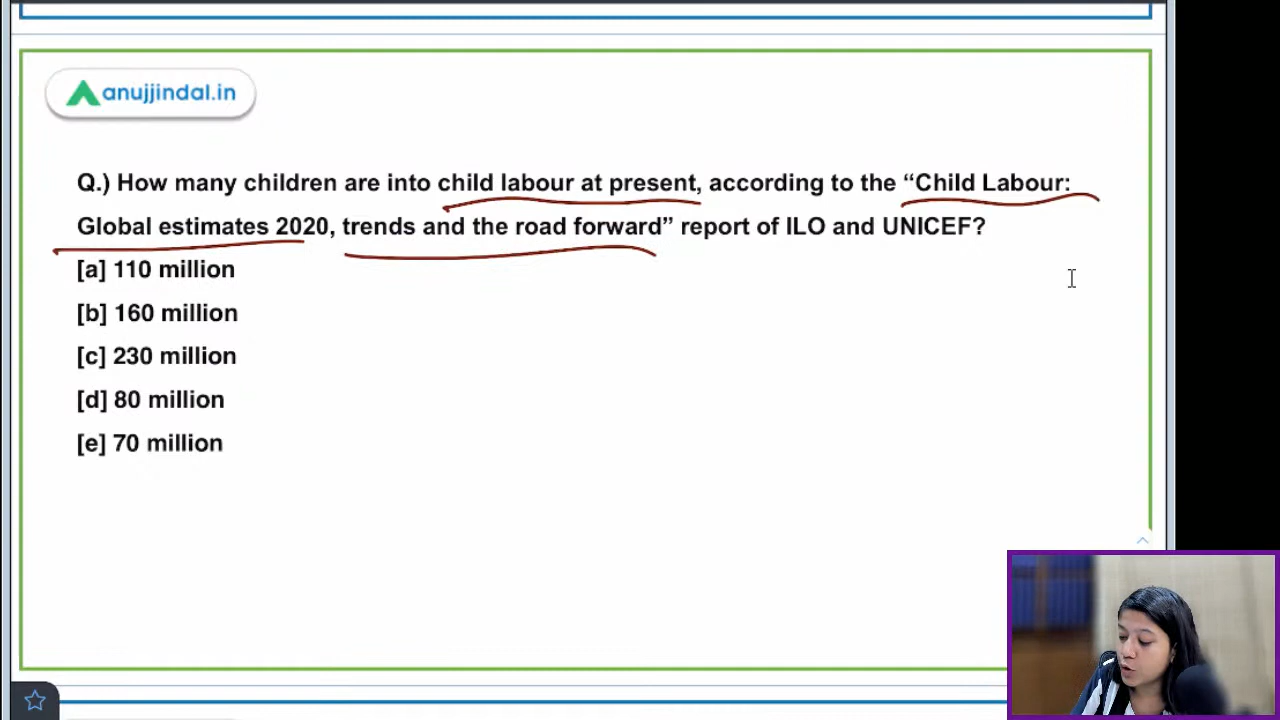 anujjindal.in
Q.) How many children are into child labour at present, according to the “Child Labour:
Global estimates 2020, trends and the road forward” report of ILO and UNICEF?
[a] 110 million
[b] 160 million
[c] 230 million
[d] 80 million
[e] 70 million